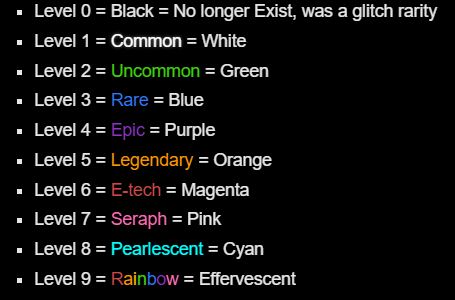 Level 0 = Black = No longer Exist, was a glitch rarity
Level 1 = Common = White
Level 2 = Uncommon = Green
Level 3 = Rare = Blue
Level 4 = Epic = Purple
Level 5 = Legendary = Orange
Level 6 = E-tech = Magenta
Level 7 = Seraph = Pink
Level 8 = Pearlescent = Cyan
Level 9 = Rainbow = Effervescent